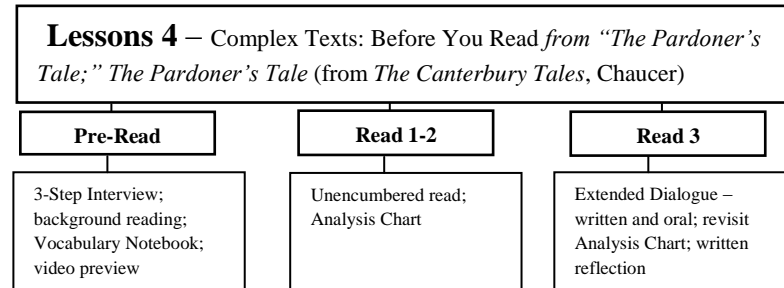 Lessons 4 – Complex Texts: Before You Read from “The Pardoner’s
Tale;” The Pardoner’s Tale (from The Canterbury Tales, Chaucer)
Pre-Read
Read 1-2
Read 3
3-Step Interview;
background reading;
Vocabulary Notebook;
video preview
Unencumbered read;
Analysis Chart
Extended Dialogue –
written and oral; revisit
Analysis Chart; written
reflection